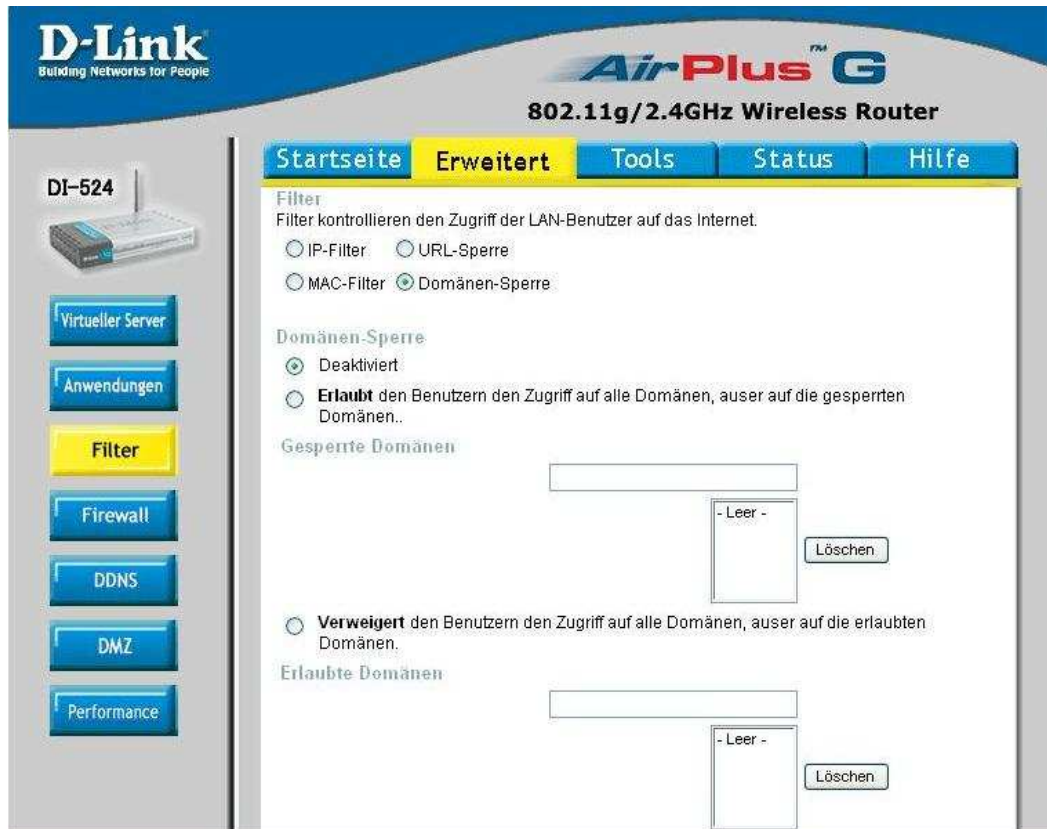 D-Link
Building Networks for People
AirPlus G
TM
802.11g/2.4GHz Wireless Router
DI-524
Startseite Erweitert Tools Status Hilfe
Virtueller Server
Anwendungen
Filter
Firewall
DDNS
DMZ
Performance
Filter
Filter kontrollieren den Zugriff der LAN-Benutzer auf das Internet.
IP-Filter URL-Sperre
MAC-Filter Domänen-Sperre
Domänen-Sperre
Deaktiviert
Erlaubt den Benutzern den Zugriff auf alle Domänen, auser auf die gesperrten
Domänen..
Gesperrte Domänen
- Leer -
Löschen
Verweigert den Benutzern den Zugriff auf alle Domänen, auser auf die erlaubten
Domänen.
Erlaubte Domänen
- Leer -
Löschen